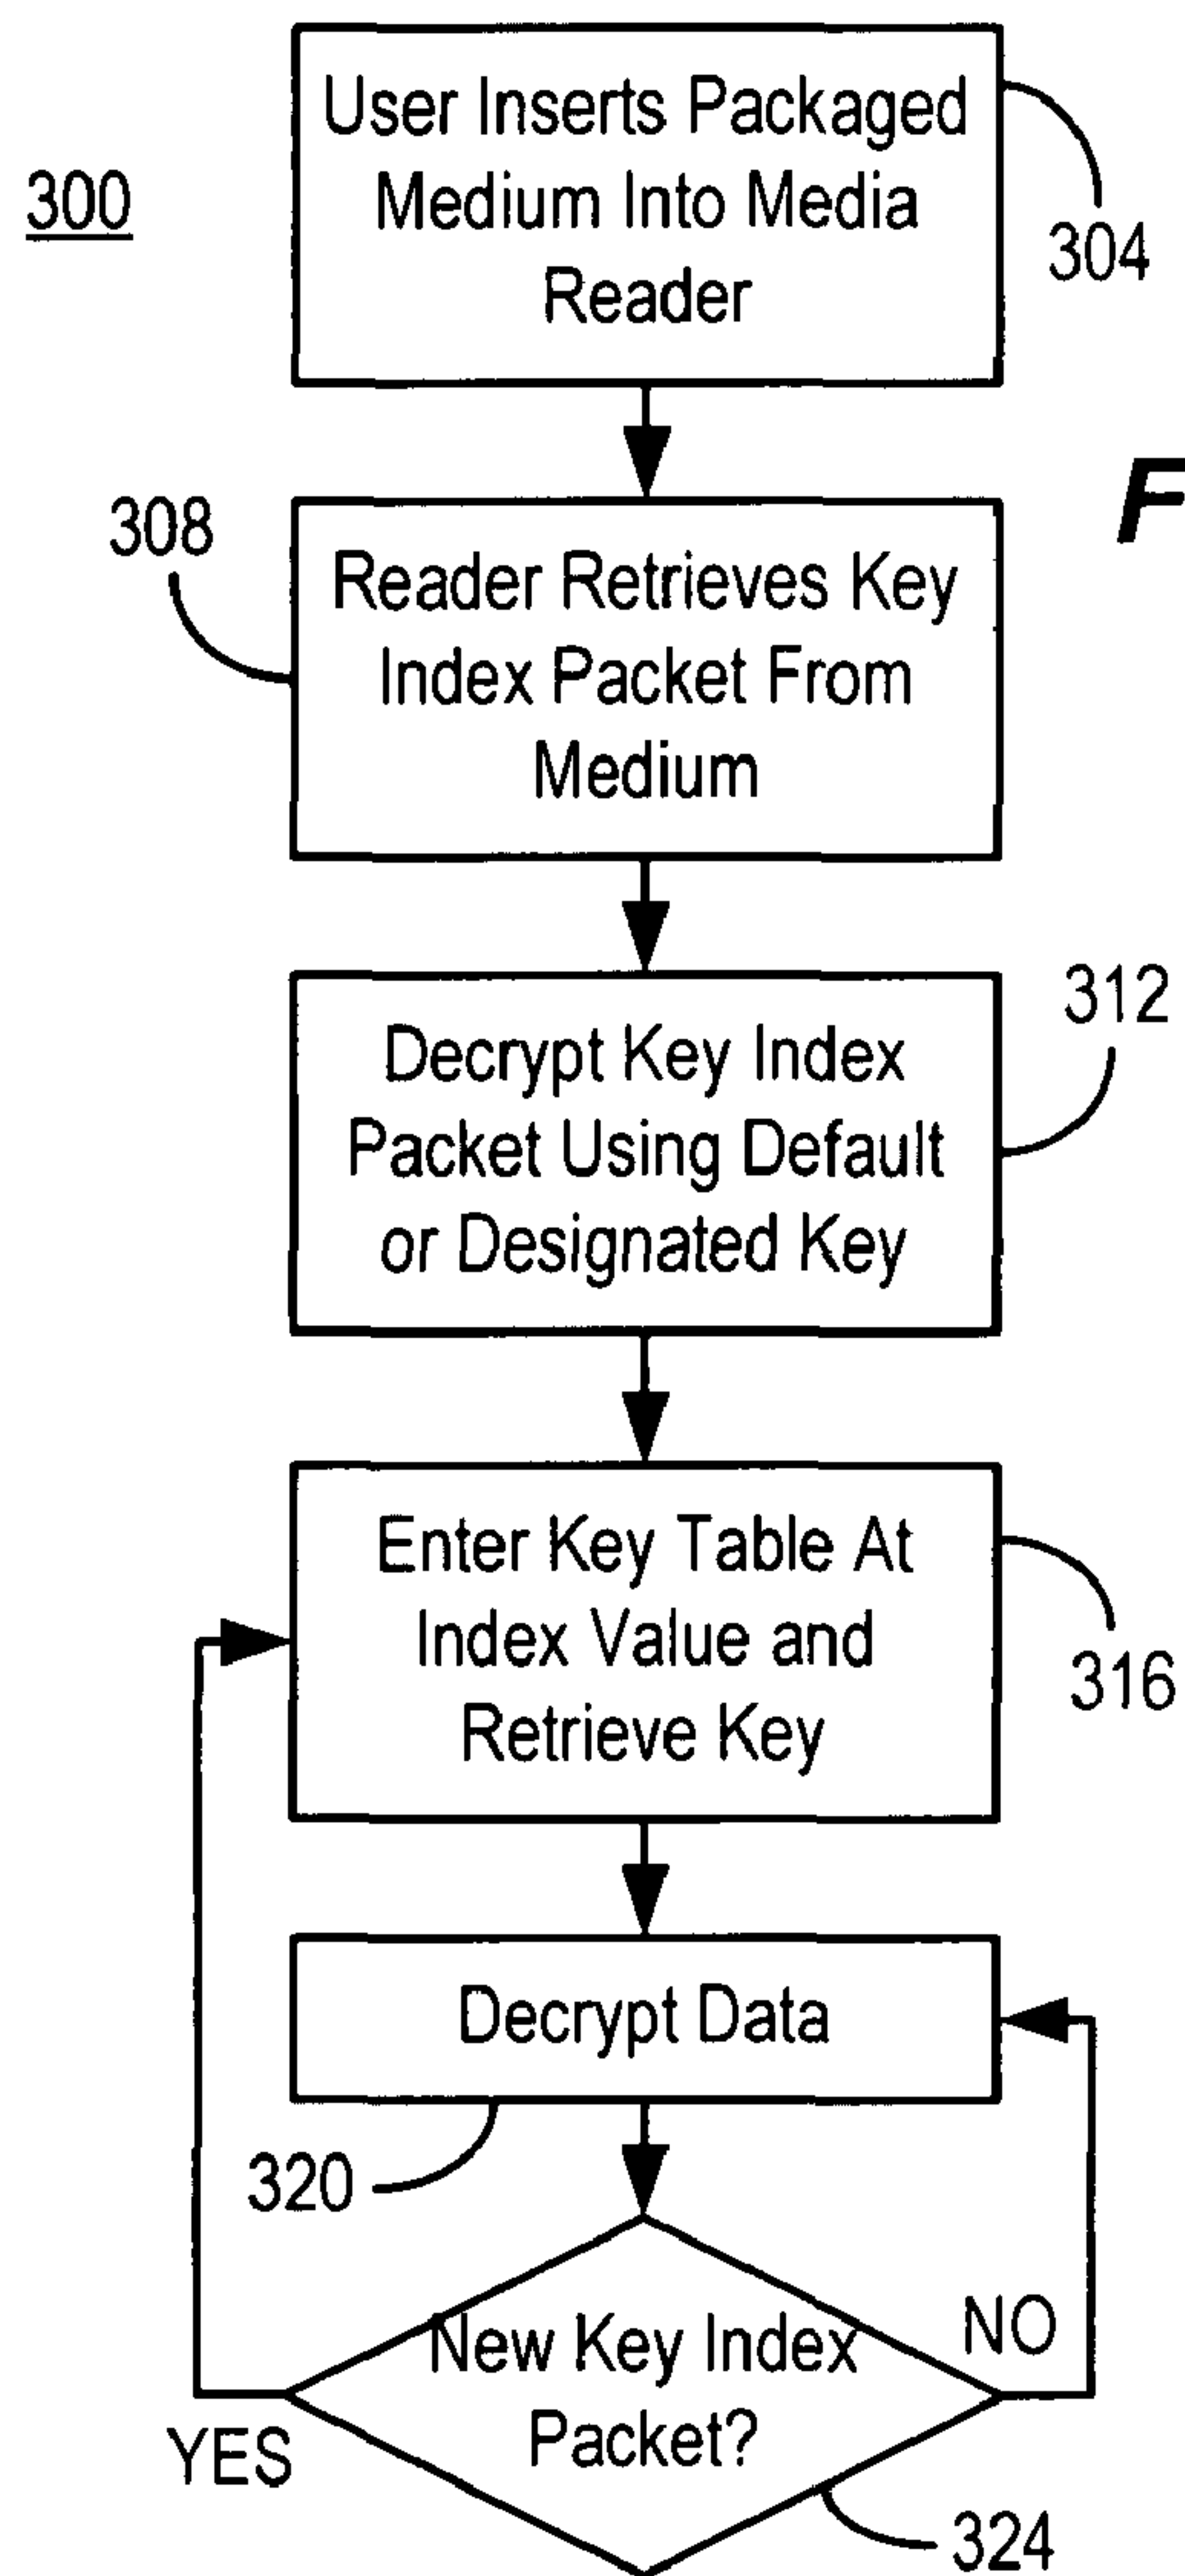 User Inserts Packaged
Medium Into Media
Reader
300
304
F
308
Reader Retrieves Key
Index Packet From
Medium
312
Decrypt Key Index
Packet Using Default
or Designated Key
Enter Key Table At
Index Value and
Retrieve Key
316
Decrypt Data
320
New Key Index
Packet?
NO
YES
324